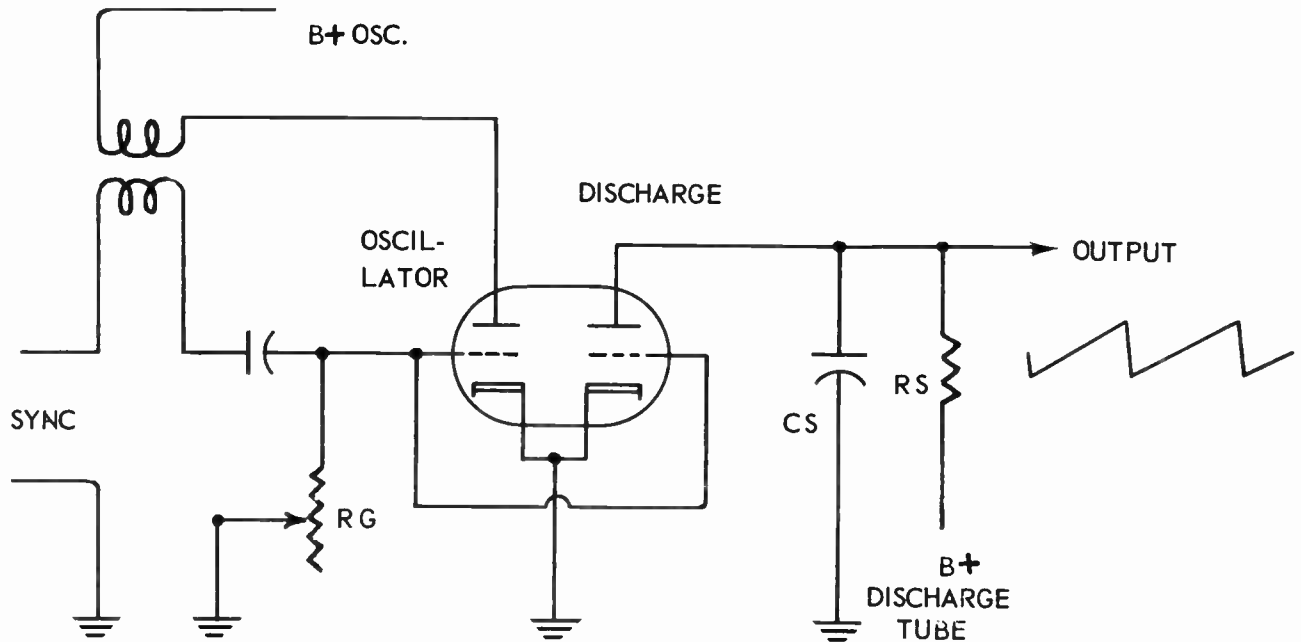 B+ OSC.
DISCHARGE
OSCIL-
LATOR
OUTPUT
SYNC
RG
CS
RS
B+
DISCHARGE
TUBE